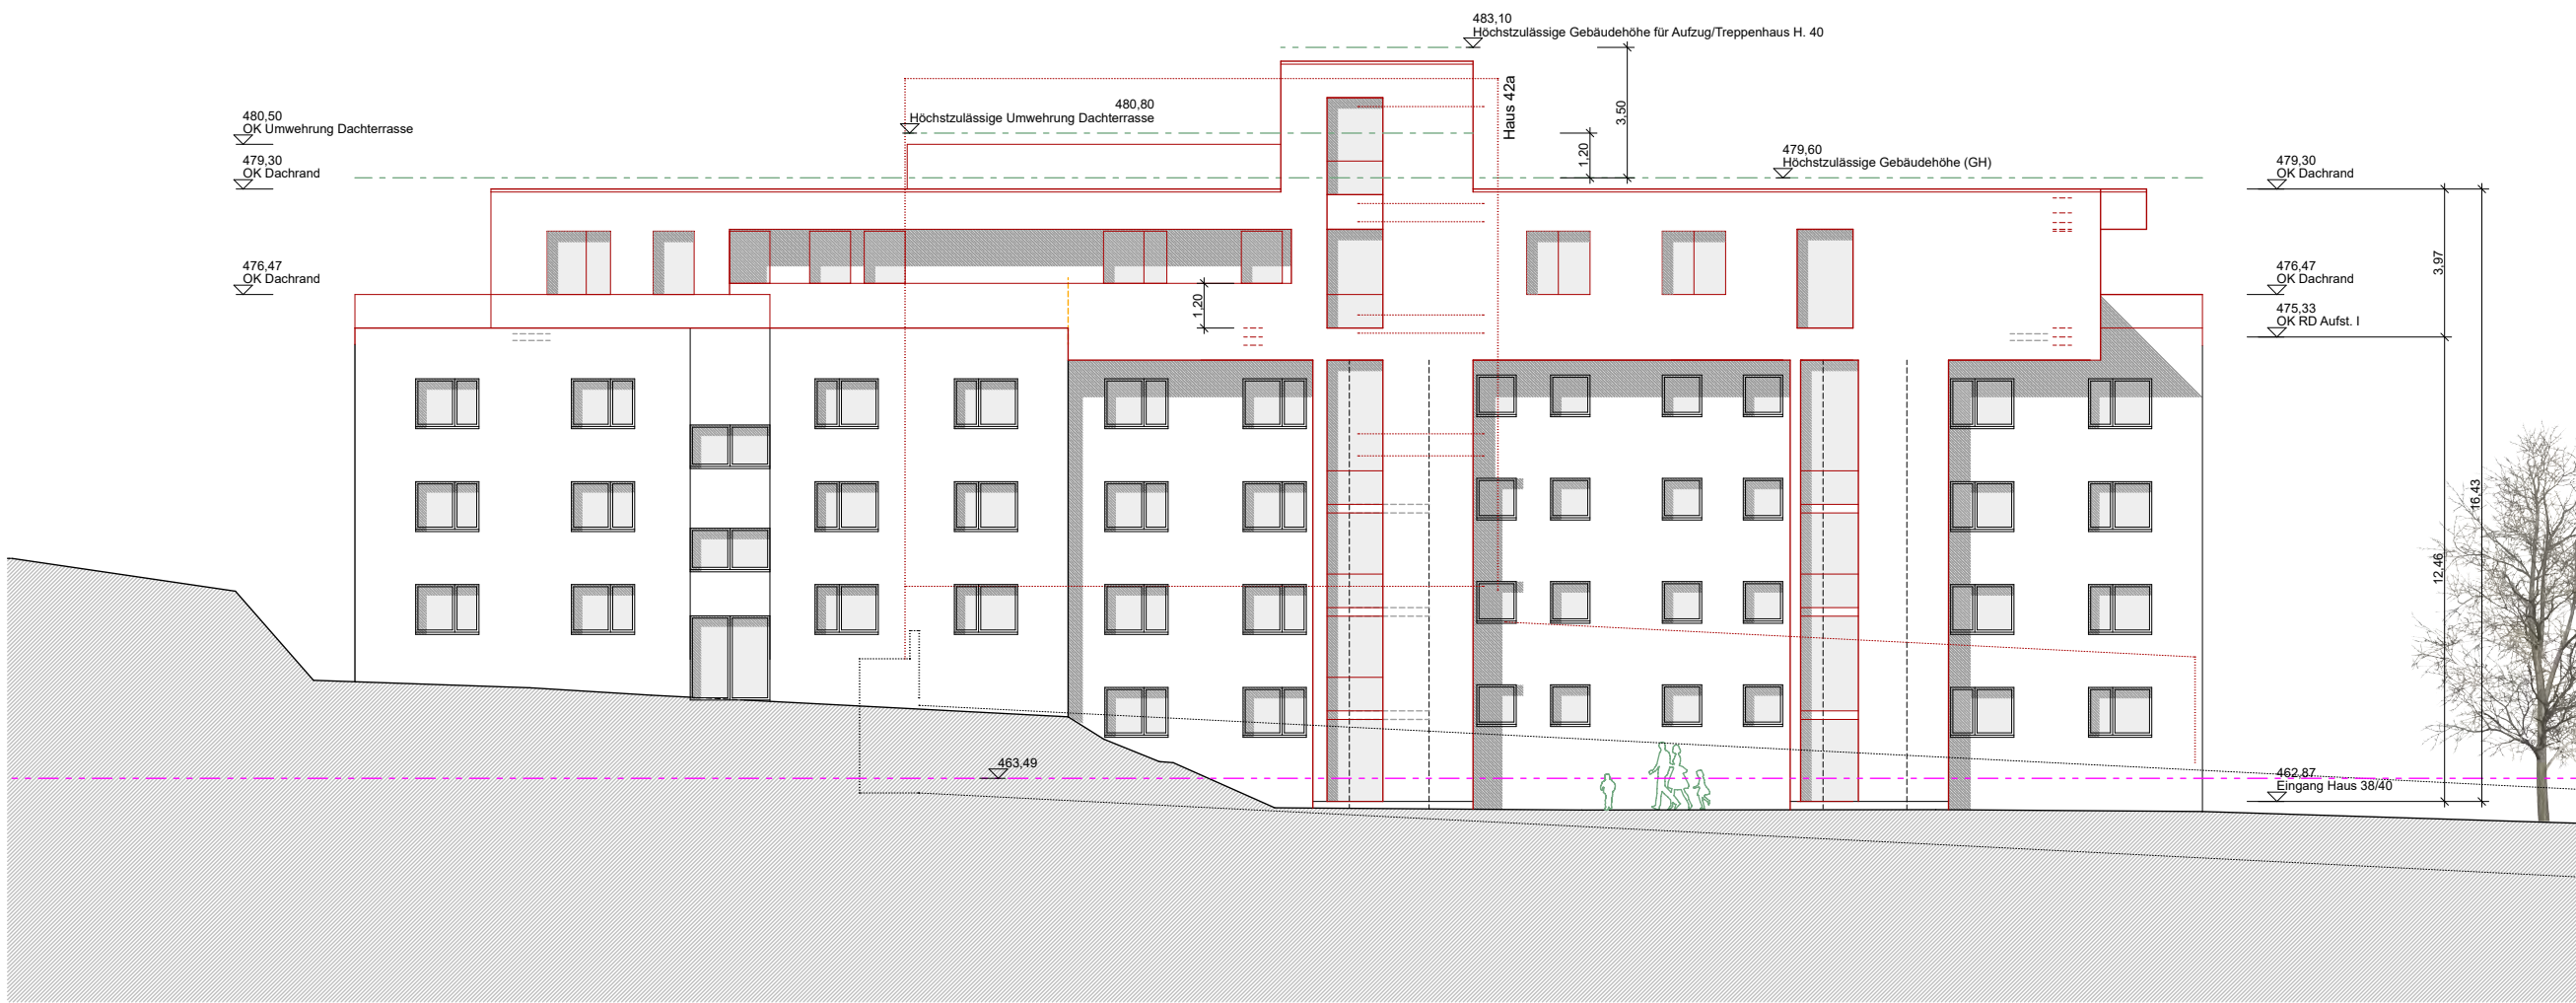 483,10
Höchstzulässige Gebäudehöhe für Aufzug/Treppenhaus H. 40
Haus 42a
3,50
480,80
Höchstzulässige Umwehrung Dachterrasse
480,50
OK Umwehrung Dachterrasse
1,20
479,60
Höchstzulässige Gebäudehöhe (GH)
479,30
OK Dachrand
479,30
OK Dachrand
476,47
OK Dachrand
1,20
476,47
OK Dachrand
3,97
475,33
OK RD Aufst. I
16,43
12,46
463,49
462,87
Eingang Haus 38/40